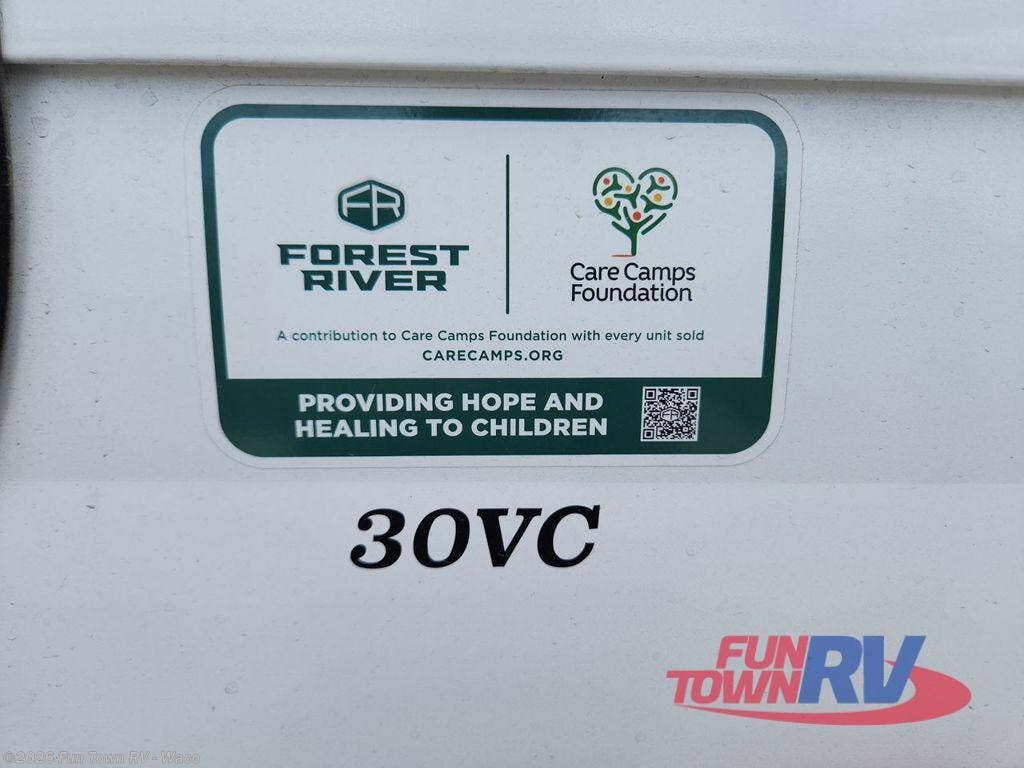 FR
FOREST
RIVER
Care Camps
Foundation
A contribution to Care Camps Foundation with every unit sold
CARECAMPS.ORG
PROVIDING HOPE AND
HEALING TO CHILDREN
30VC
FUN
TOWN RV
Fun Town RV - Waco